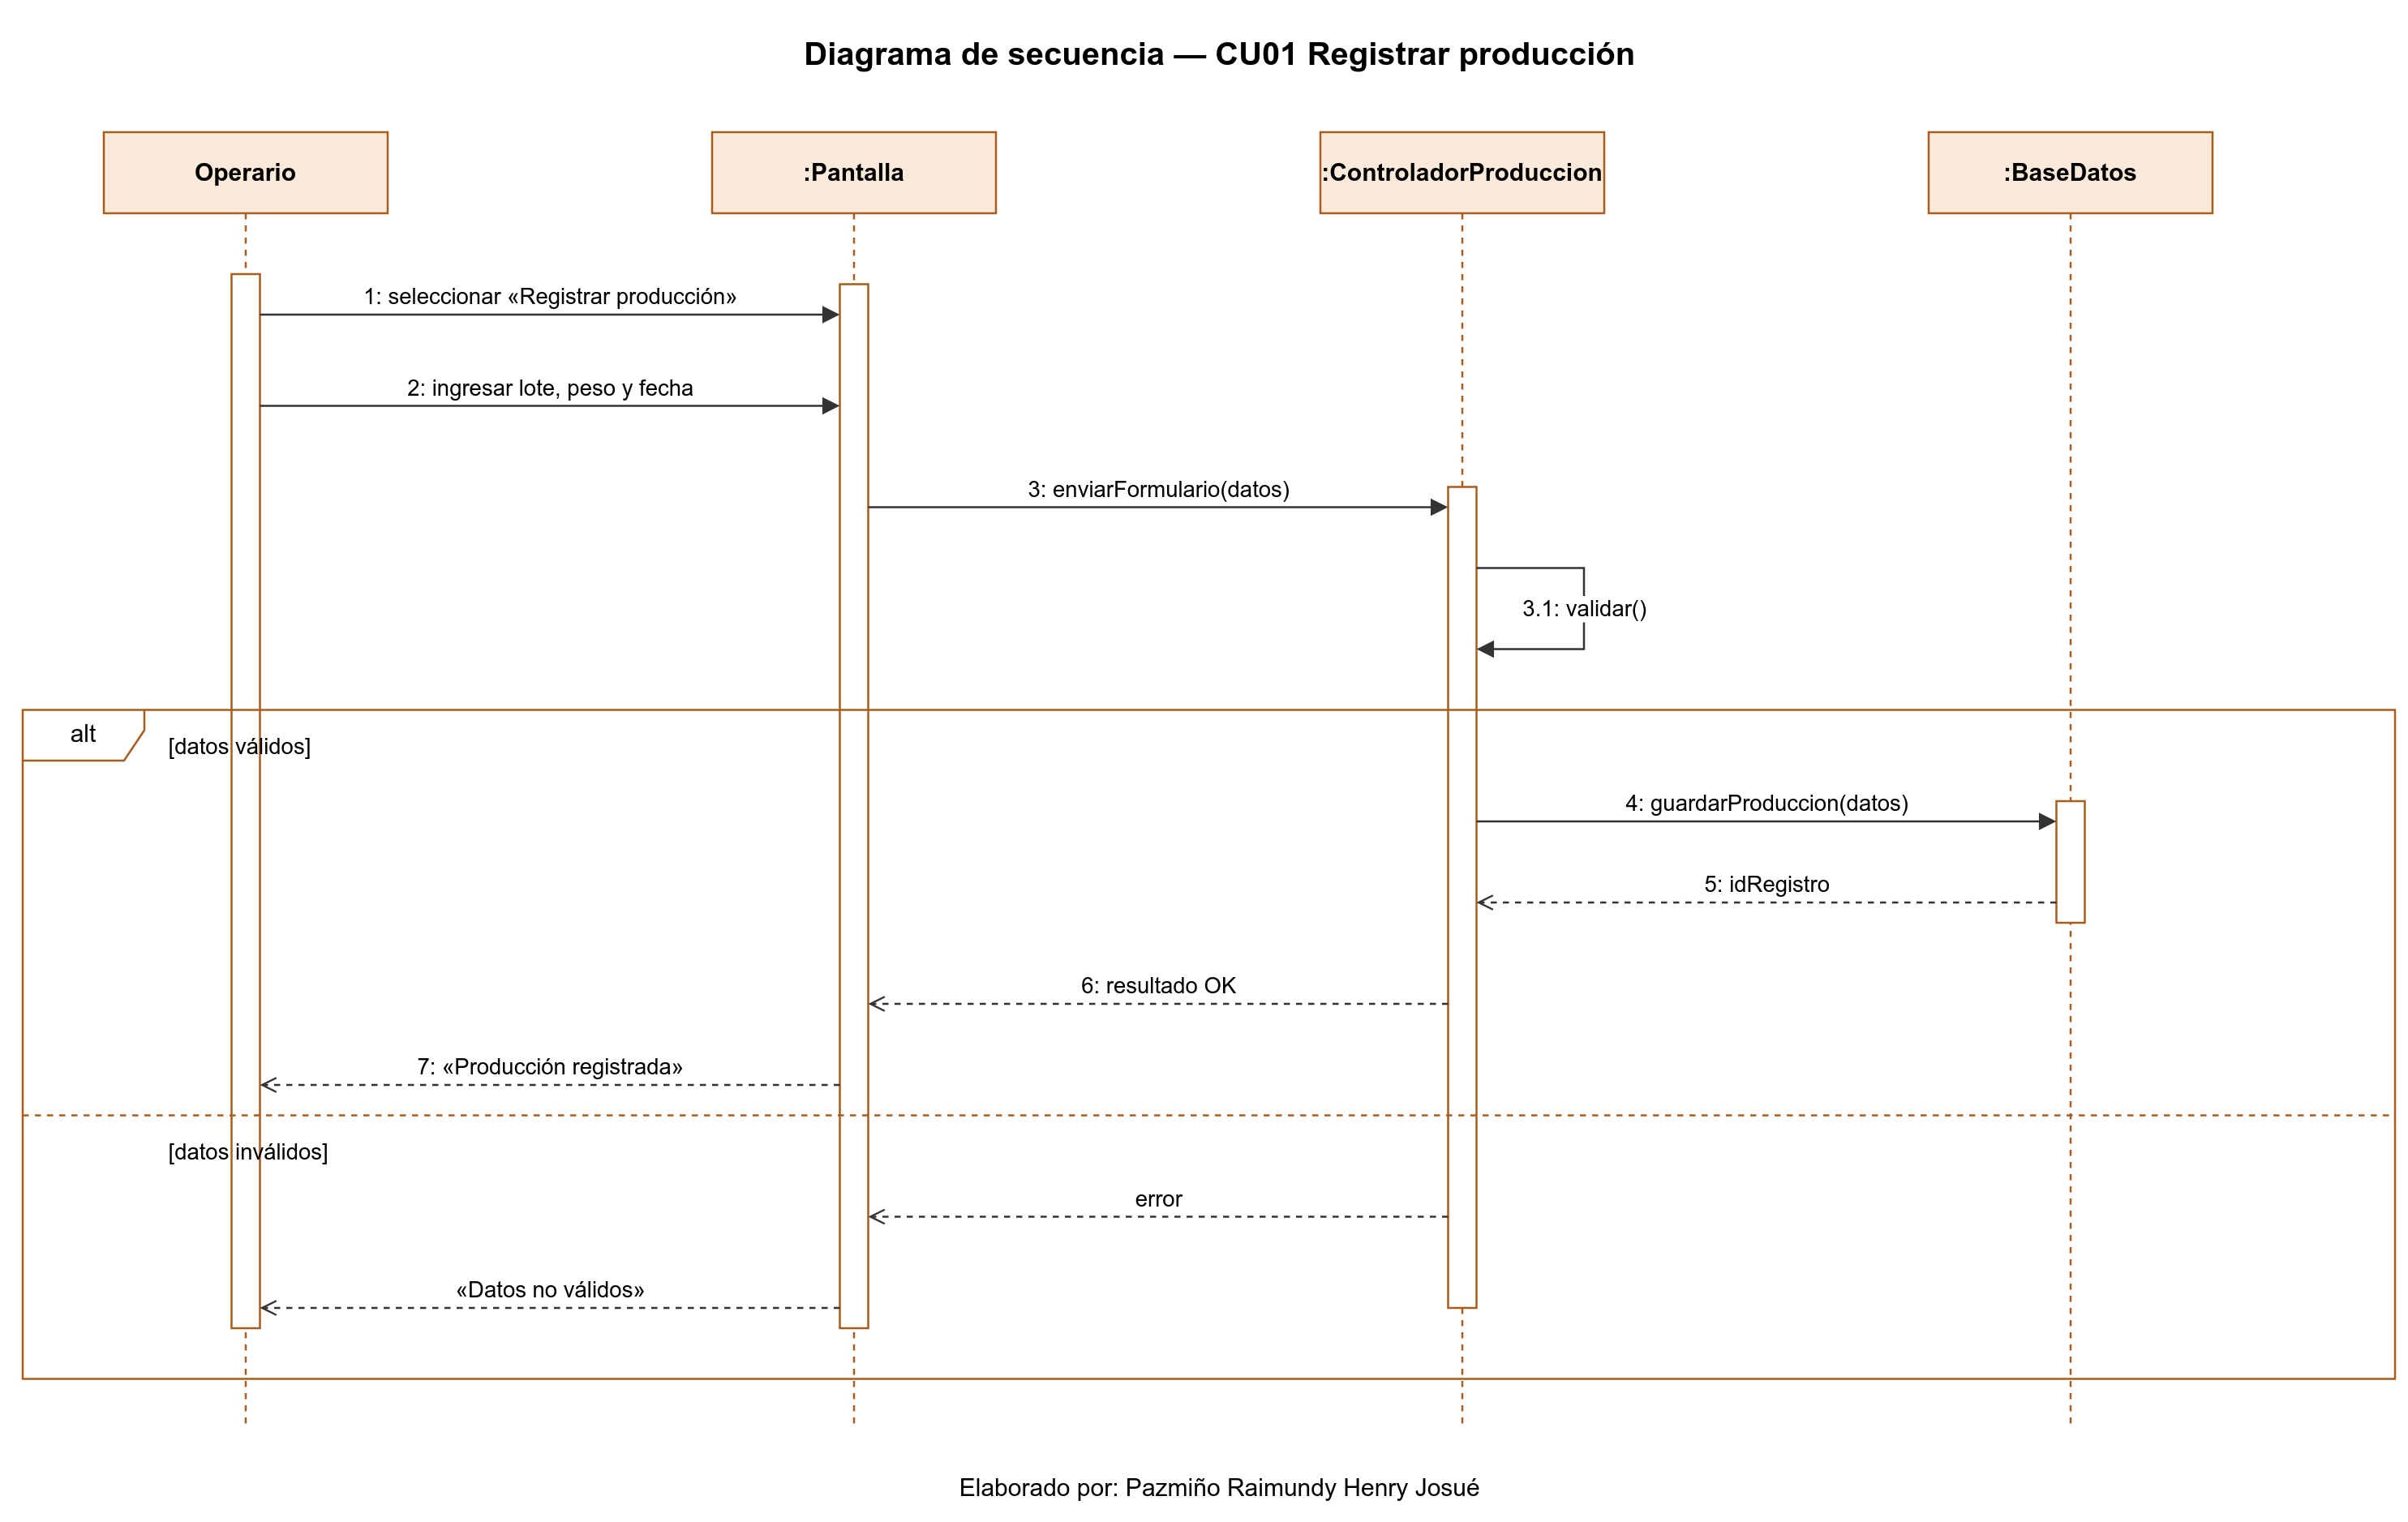 Diagrama de secuencia — CU01 Registrar producción
Operario
:Pantalla
:ControladorProduccion
:BaseDatos
1: seleccionar «Registrar producción»
2: ingresar lote, peso y fecha
3: enviarFormulario(datos)
3.1: validar()
alt
[datos válidos]
4: guardarProduccion(datos)
5: idRegistro
6: resultado OK
7: «Producción registrada»
[datos inválidos]
error
«Datos no válidos»
Elaborado por: Pazmiño Raimundy Henry Josué